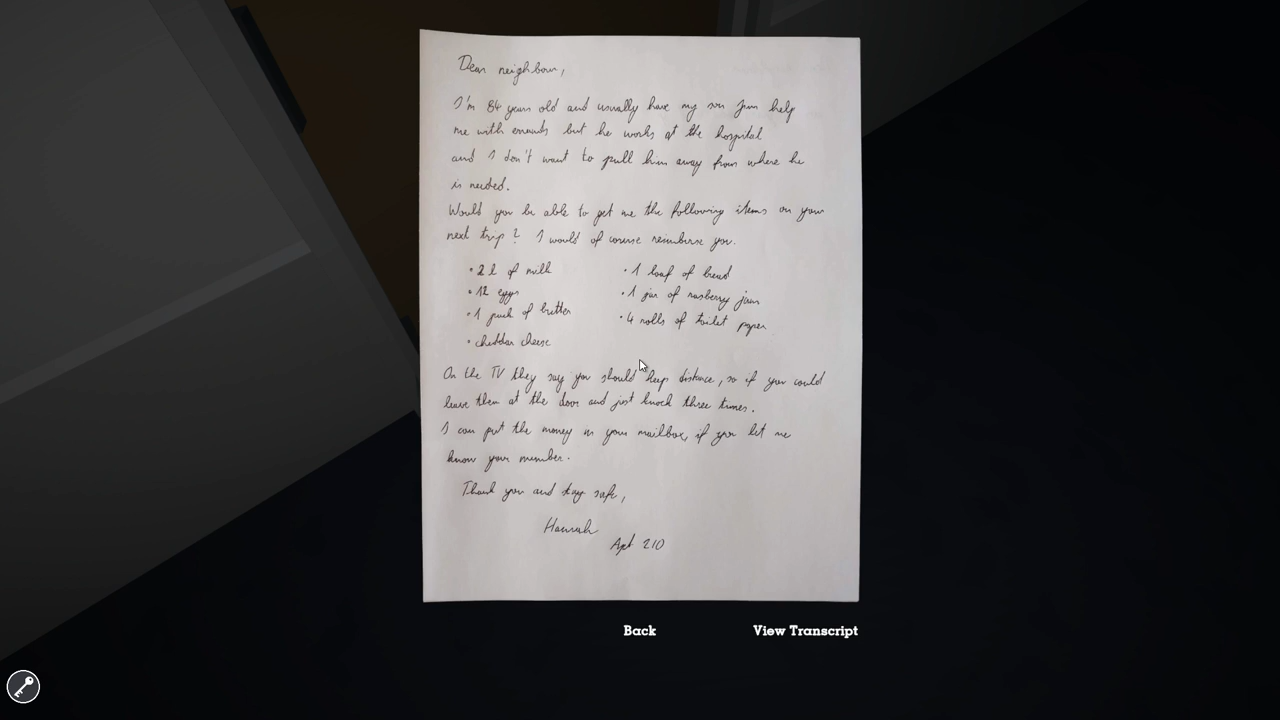 Dear neighbour,
I'm 84 years old and usually have my son Jim help
me with errands but he works at the hospital
and I don't want to pull him away from where he
is needed.
Would you be able to get me the following items on your
next trip? I would of course reimburse you.
• 2 l of milk
• 12 eggs
• 1 pack of butter
• cheddar cheese
• 1 loaf of bread
• 1 jar of rasberry jam
• 4 rolls of toilet paper
On the TV they say you should keep distance, so if you could
leave them at the door and just knock three times.
I can put the money in your mailbox, if you let me
know your number.
Thank you and stay safe,
Hannah
Apt 210
Back
View Transcript